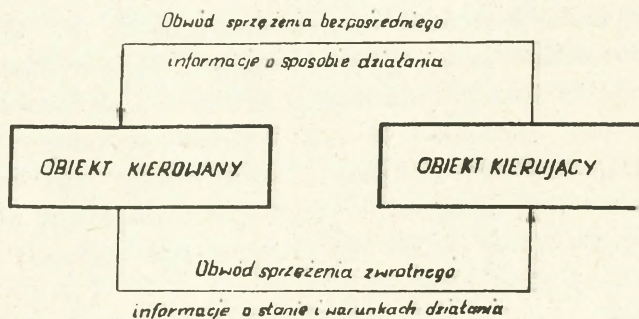 Obwód sprzężenia bezpośredniego
informacje o sposobie działania
OBIEKT KIEROWANY
OBIEKT KIERUJĄCY
Obwód sprzężenia zwrotnego
informacje o stanie i warunkach działania